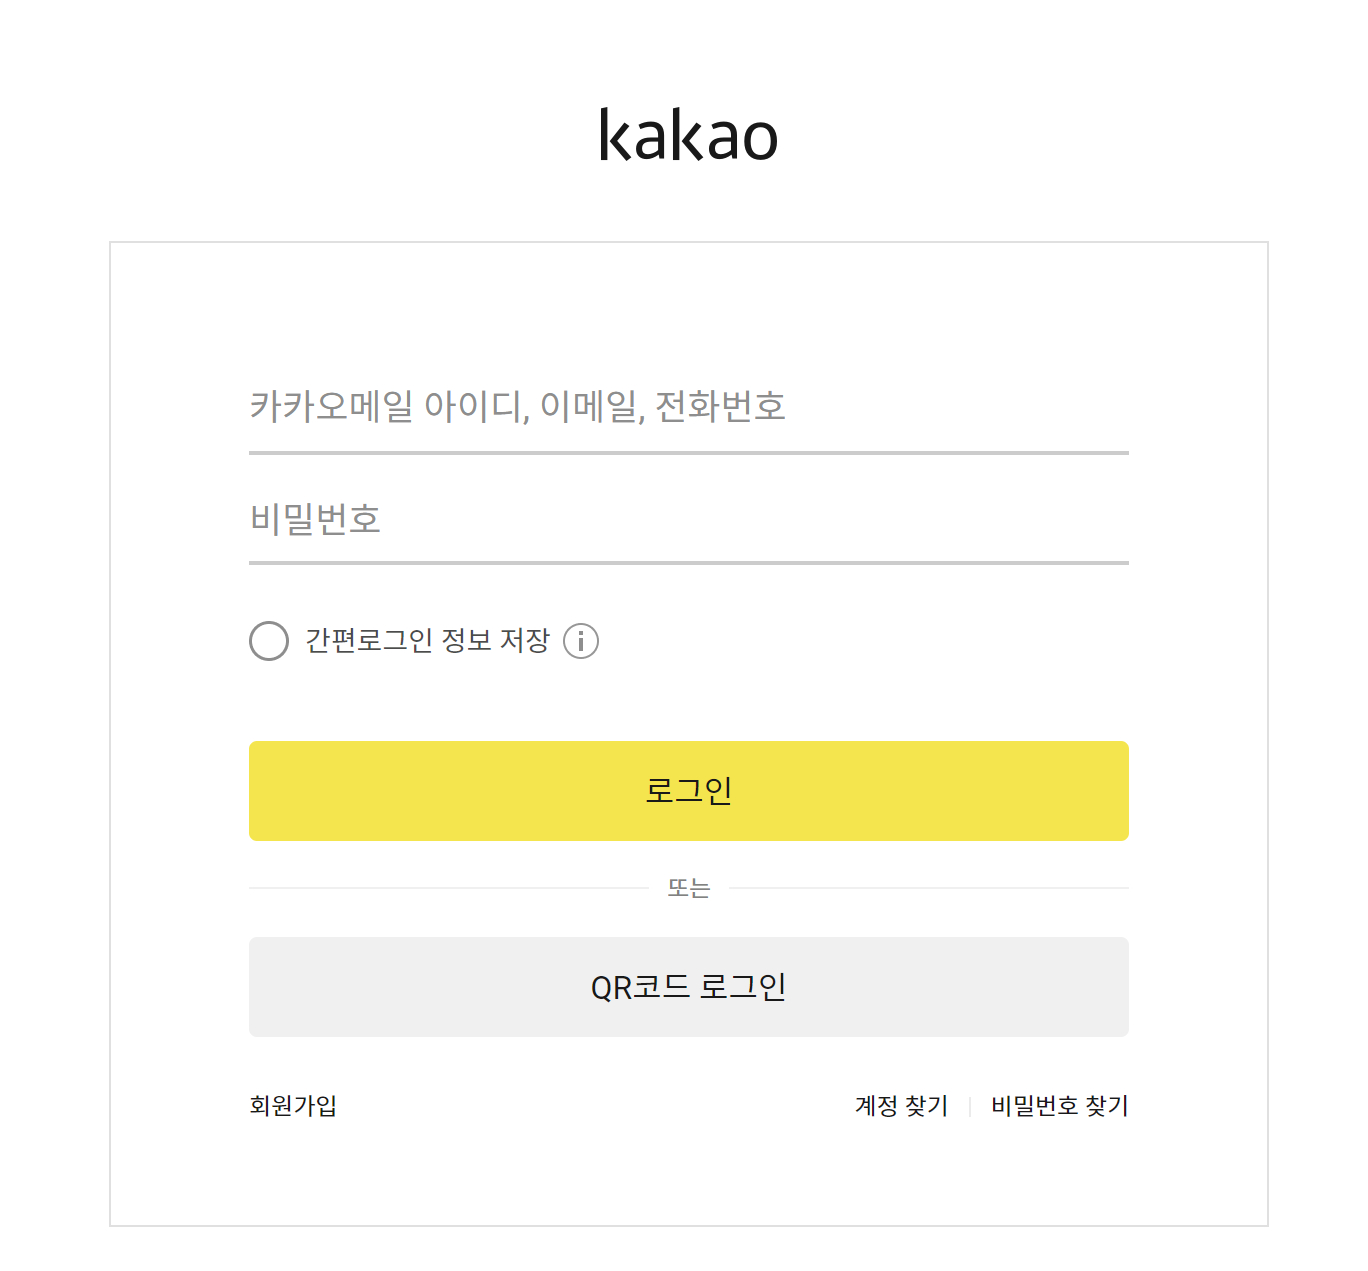 kakao
카카오메일 아이디, 이메일, 전화번호
비밀번호
간편로그인 정보 저장
로그인
또는
QR코드 로그인
회원가입
계정 찾기 | 비밀번호 찾기